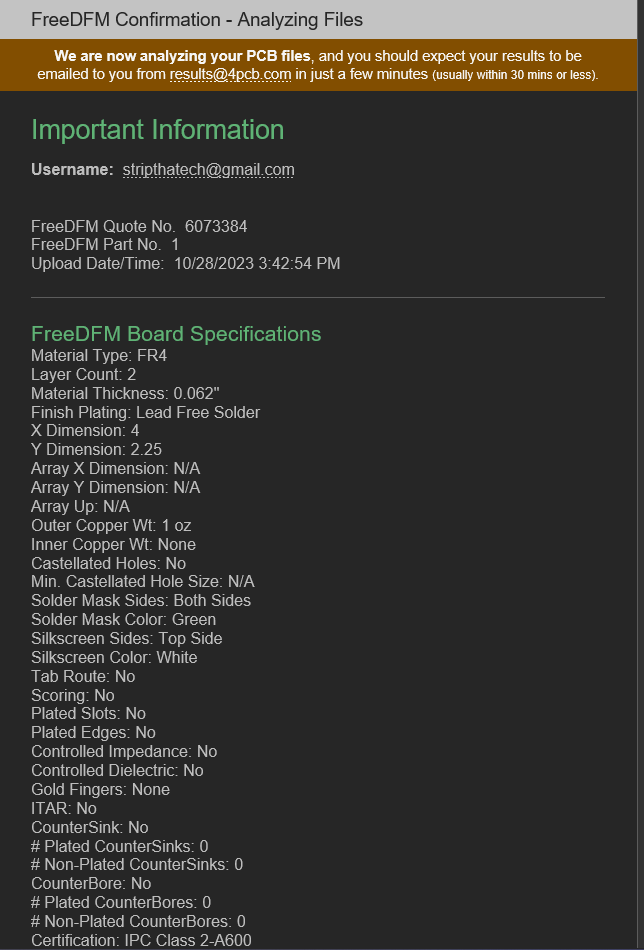 FreeDFM Confirmation - Analyzing Files
We are now analyzing your PCB files, and you should expect your results to be
emailed to you from results@4pcb.com in just a few minutes (usually within 30 mins or less).
Important Information
Username: stripthatech@gmail.com
FreeDFM Quote No. 6073384
FreeDFM Part No. 1
Upload Date/Time: 10/28/2023 3:42:54 PM
FreeDFM Board Specifications
Material Type: FR4
Layer Count: 2
Material Thickness: 0.062"
Finish Plating: Lead Free Solder
X Dimension: 4
Y Dimension: 2.25
Array X Dimension: N/A
Array Y Dimension: N/A
Array Up: N/A
Outer Copper Wt: 1 oz
Inner Copper Wt: None
Castellated Holes: No
Min. Castellated Hole Size: N/A
Solder Mask Sides: Both Sides
Solder Mask Color: Green
Silkscreen Sides: Top Side
Silkscreen Color: White
Tab Route: No
Scoring: No
Plated Slots: No
Plated Edges: No
Controlled Impedance: No
Controlled Dielectric: No
Gold Fingers: None
ITAR: No
CounterSink: No
# Plated CounterSinks: 0
# Non-Plated CounterSinks: 0
CounterBore: No
# Plated CounterBores: 0
# Non-Plated CounterBores: 0
Certification: IPC Class 2-A600